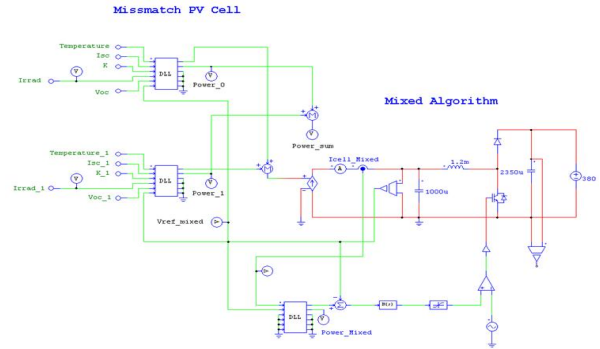 Missmatch PV Cell
Temperature
Isc
K
Irrad
Voc
V
DLL
V
Power_0
M
V
Power_sum
Mixed Algorithm
Temperature_1
Isc_1
K_1
Irrad_1
Voc_1
V
DLL
V
Power_1
M
Icell_Mixed
A
1.2m
1000u
2350u
380
Vref_mixed
DLL
V
Power_Mixed
H(z)